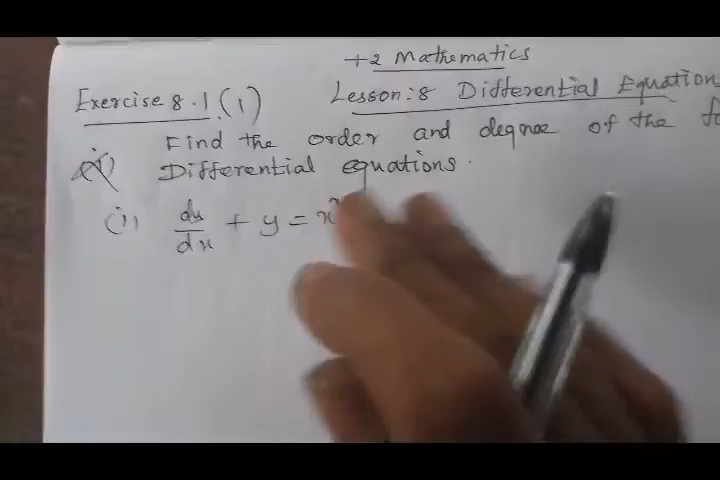 +2 Mathematics
Exercise 8.1 (1) Lesson:8 Differential Equation
Find the order and degree of the
Differential equations.
(i) dy/dx + y = x²